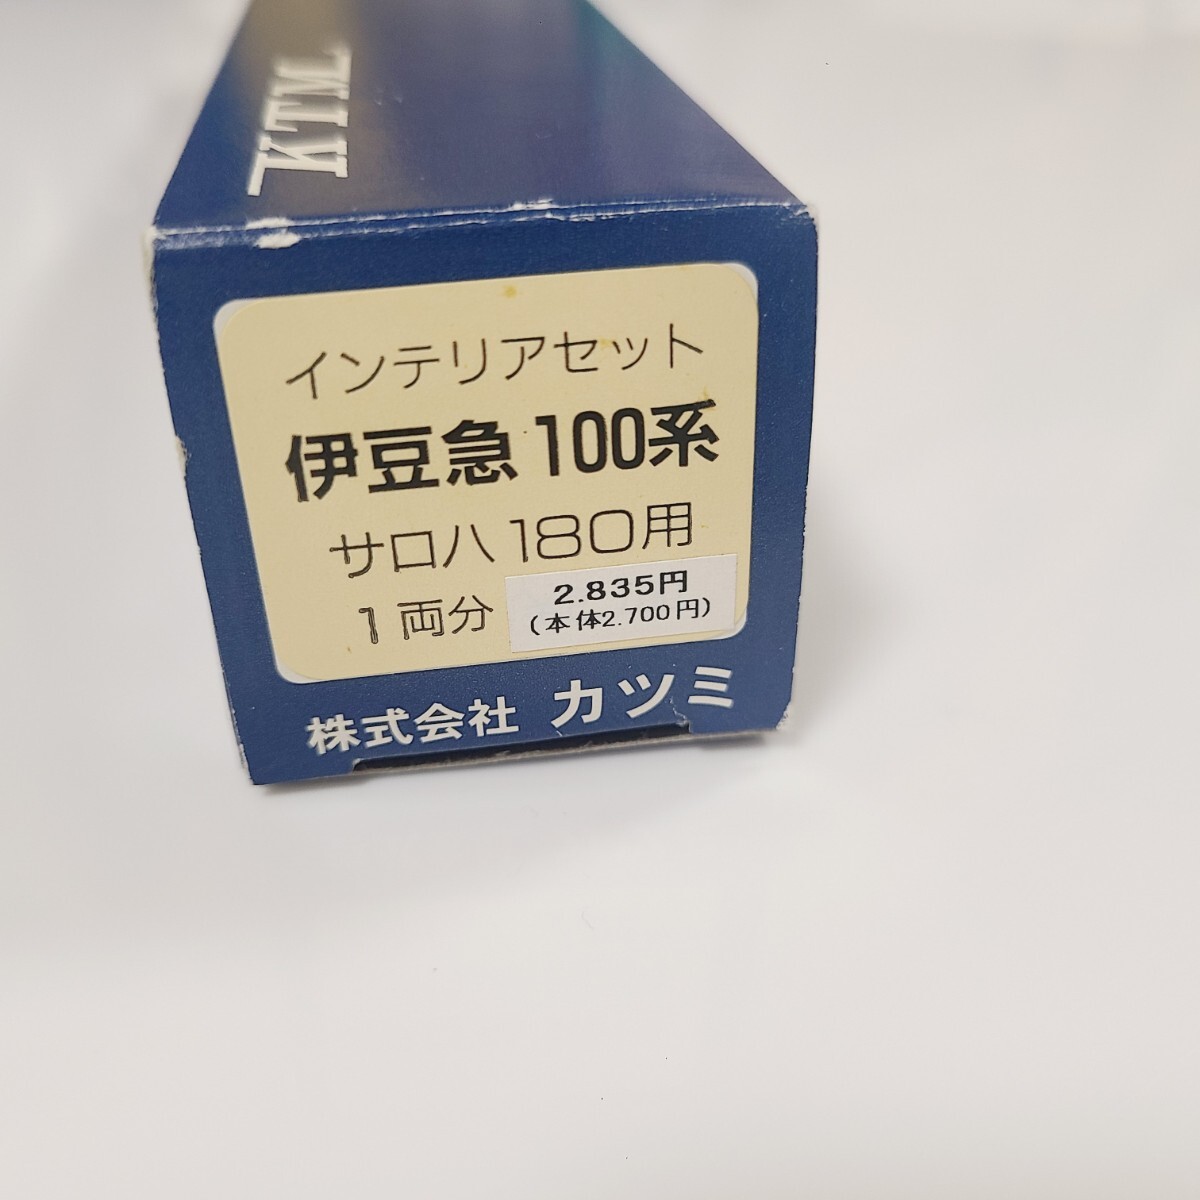 KTM
インテリアセット
伊豆急100系
サロハ180用
1両分
2.835円
(本体2.700円)
株式会社 カツミ